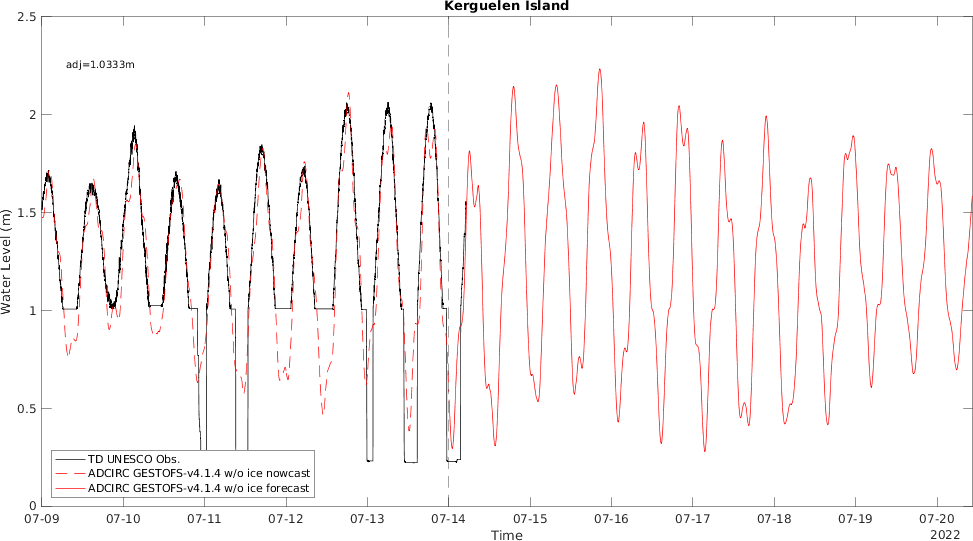 Kerguelen Island
2.5
2
1.5
1
0.5
0
Water Level (m)
adj=1.0333m
TD UNESCO Obs.
ADCIRC GESTOFS-v4.1.4 w/o ice nowcast
ADCIRC GESTOFS-v4.1.4 w/o ice forecast
07-09 07-10 07-11 07-12 07-13 07-14 07-15 07-16 07-17 07-18 07-19 07-20
Time
2022